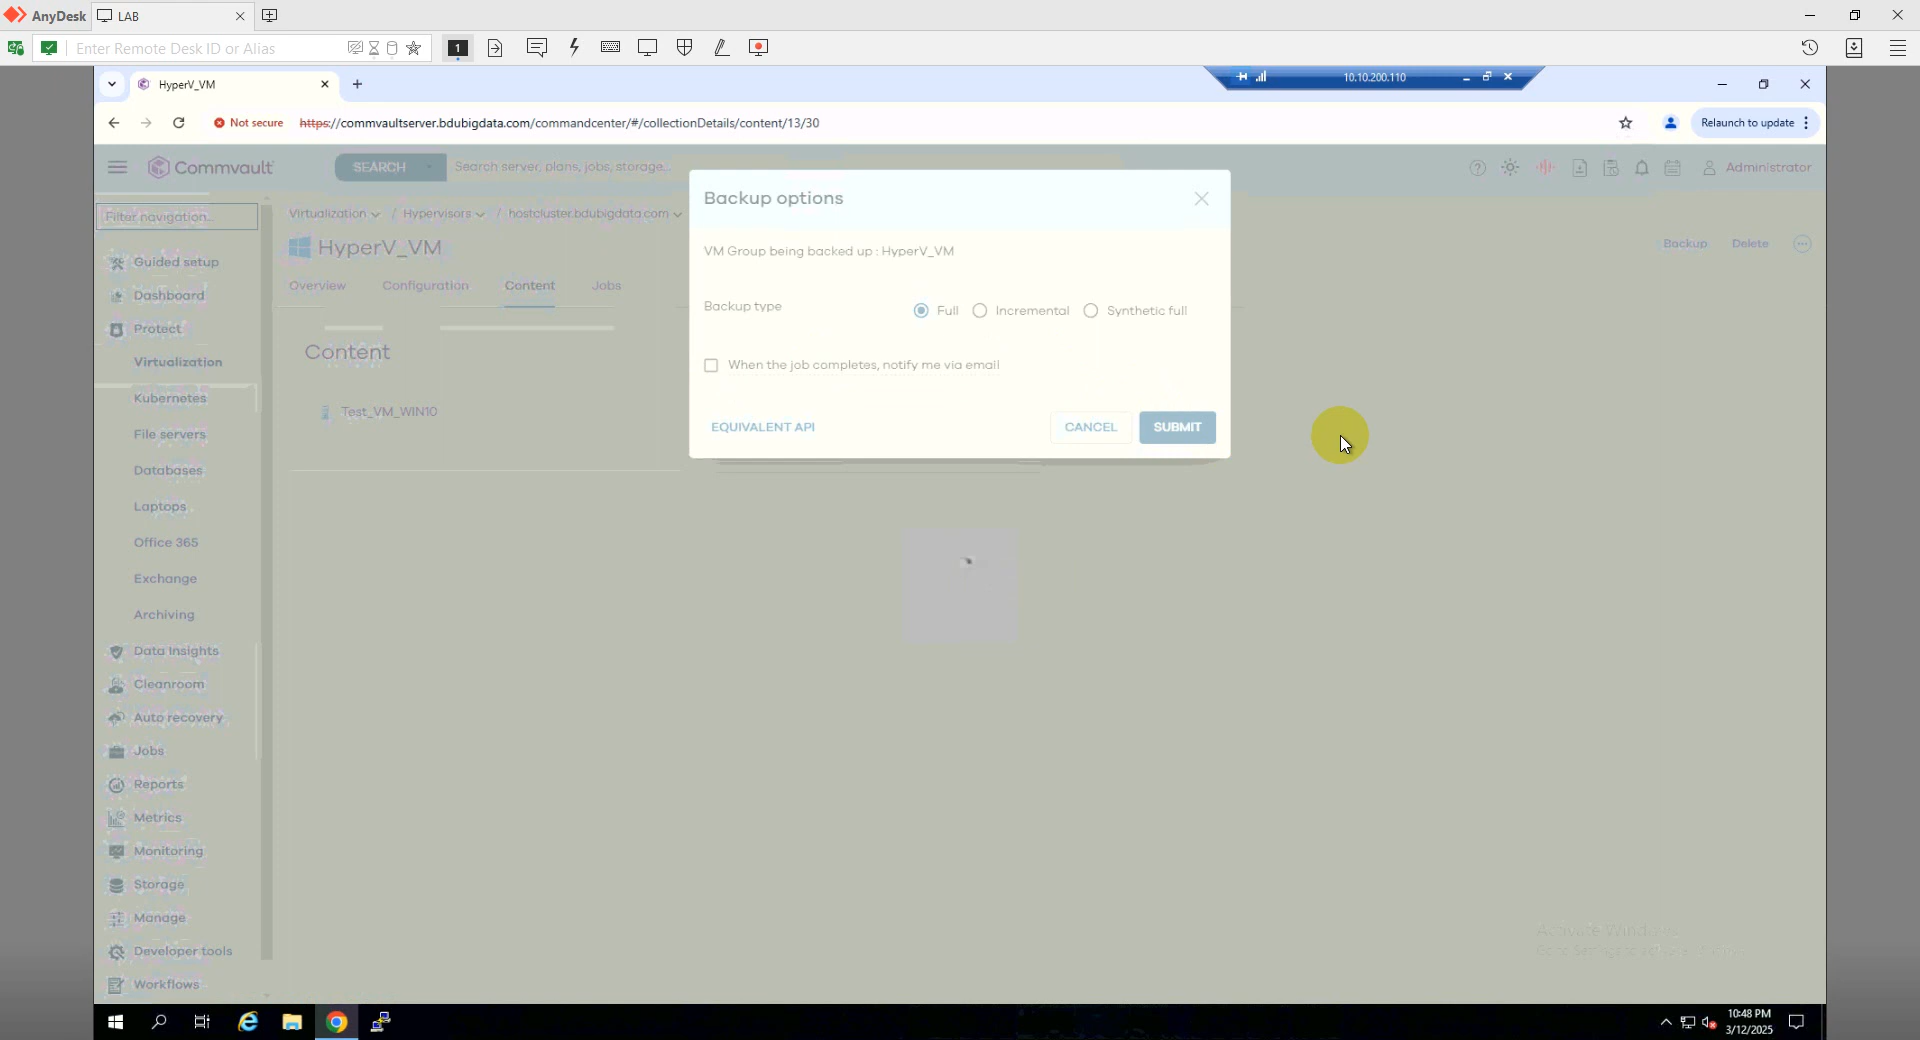 AnyDesk
LAB
Enter Remote Desk ID or Alias
1
HyperV_VM
10.10.200.110
Not secure
https://commvaultserver.bdubigdata.com/commandcenter/#/collectionDetails/content/13/30
Relaunch to update
Commvault
SEARCH
Search server, plans, jobs, storage...
Administrator
Filter navigation...
Guided setup
Dashboard
Protect
Virtualization
Kubernetes
File servers
Databases
Laptops
Office 365
Exchange
Archiving
Data Insights
Cleanroom
Auto recovery
Jobs
Reports
Metrics
Monitoring
Storage
Manage
Developer tools
Workflows
Virtualization / Hypervisors / hostcluster.bdubigdata.com
HyperV_VM
Backup
Delete
Overview
Configuration
Content
Jobs
Content
Test_VM_WIN10
Backup options
VM Group being backed up : HyperV_VM
Backup type
Full
Incremental
Synthetic full
When the job completes, notify me via email
EQUIVALENT API
CANCEL
SUBMIT
Activate Windows
10:48 PM
3/12/2025